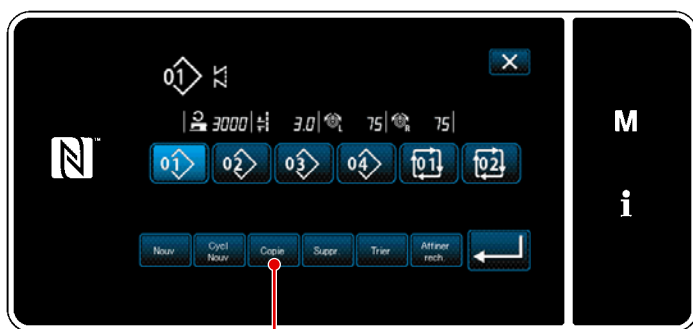 01
3000 3.0 L 75 R 75
01 02 03 04 01 02
Nouv Cycl Nouv Copie Suppr Trier Affiner rech.
M
i
N